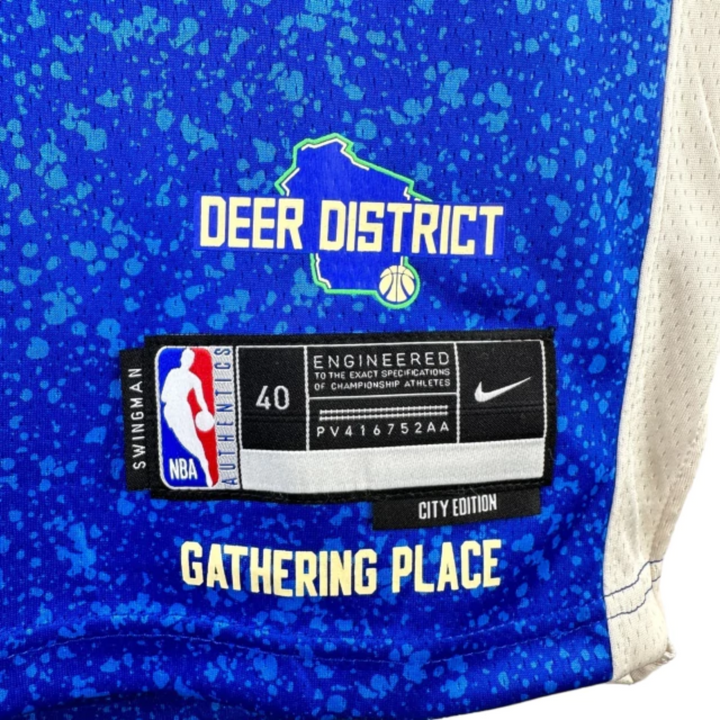 DEER DISTRICT
SWINGMAN
NBA
AUTHENTICS
40
ENGINEERED
TO THE EXACT SPECIFICATIONS
OF CHAMPIONSHIP ATHLETES
PV416752AA
CITY EDITION
GATHERING PLACE